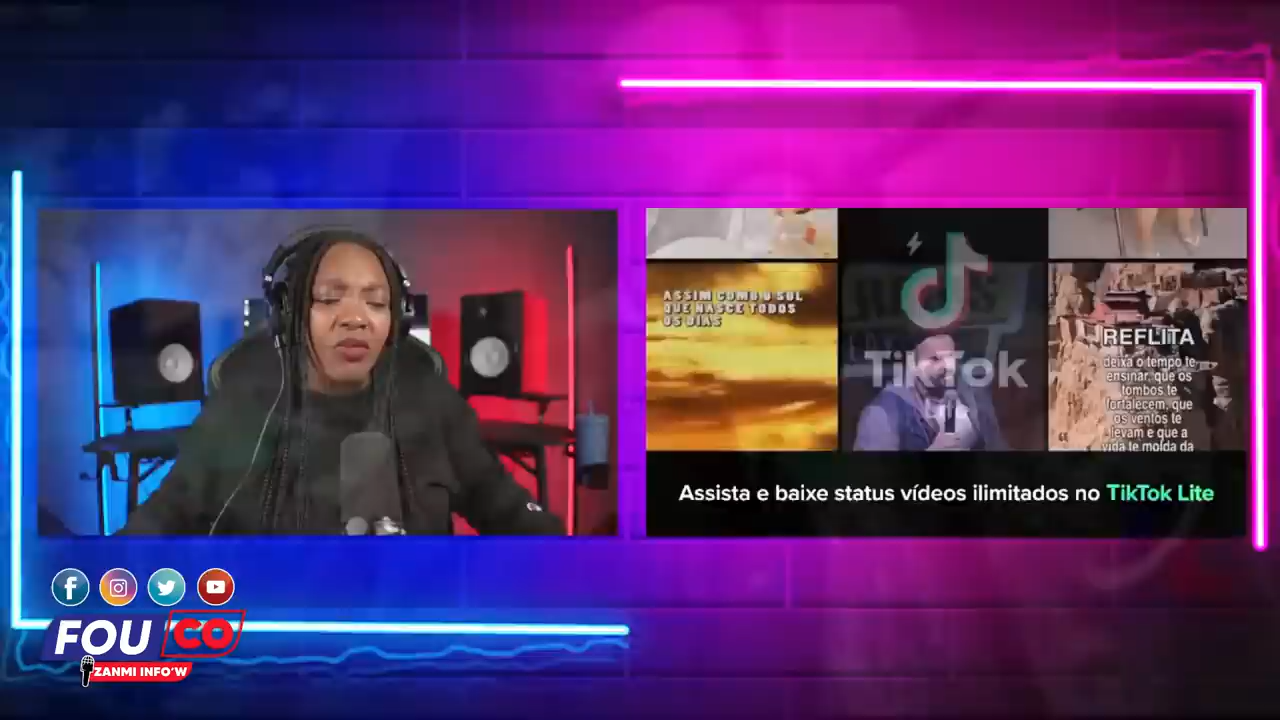 ASSIM COMO O SOL
QUE NASCE TODOS
OS DIAS
TikTok
REFLITA
deixa o tempo te
ensinar, que os
tombos te
fortalecem, que
os ventos te
levam e que a
vida te molda da
Assista e baixe status vídeos ilimitados no TikTok Lite
FOU CO
ZANMI INFO'W